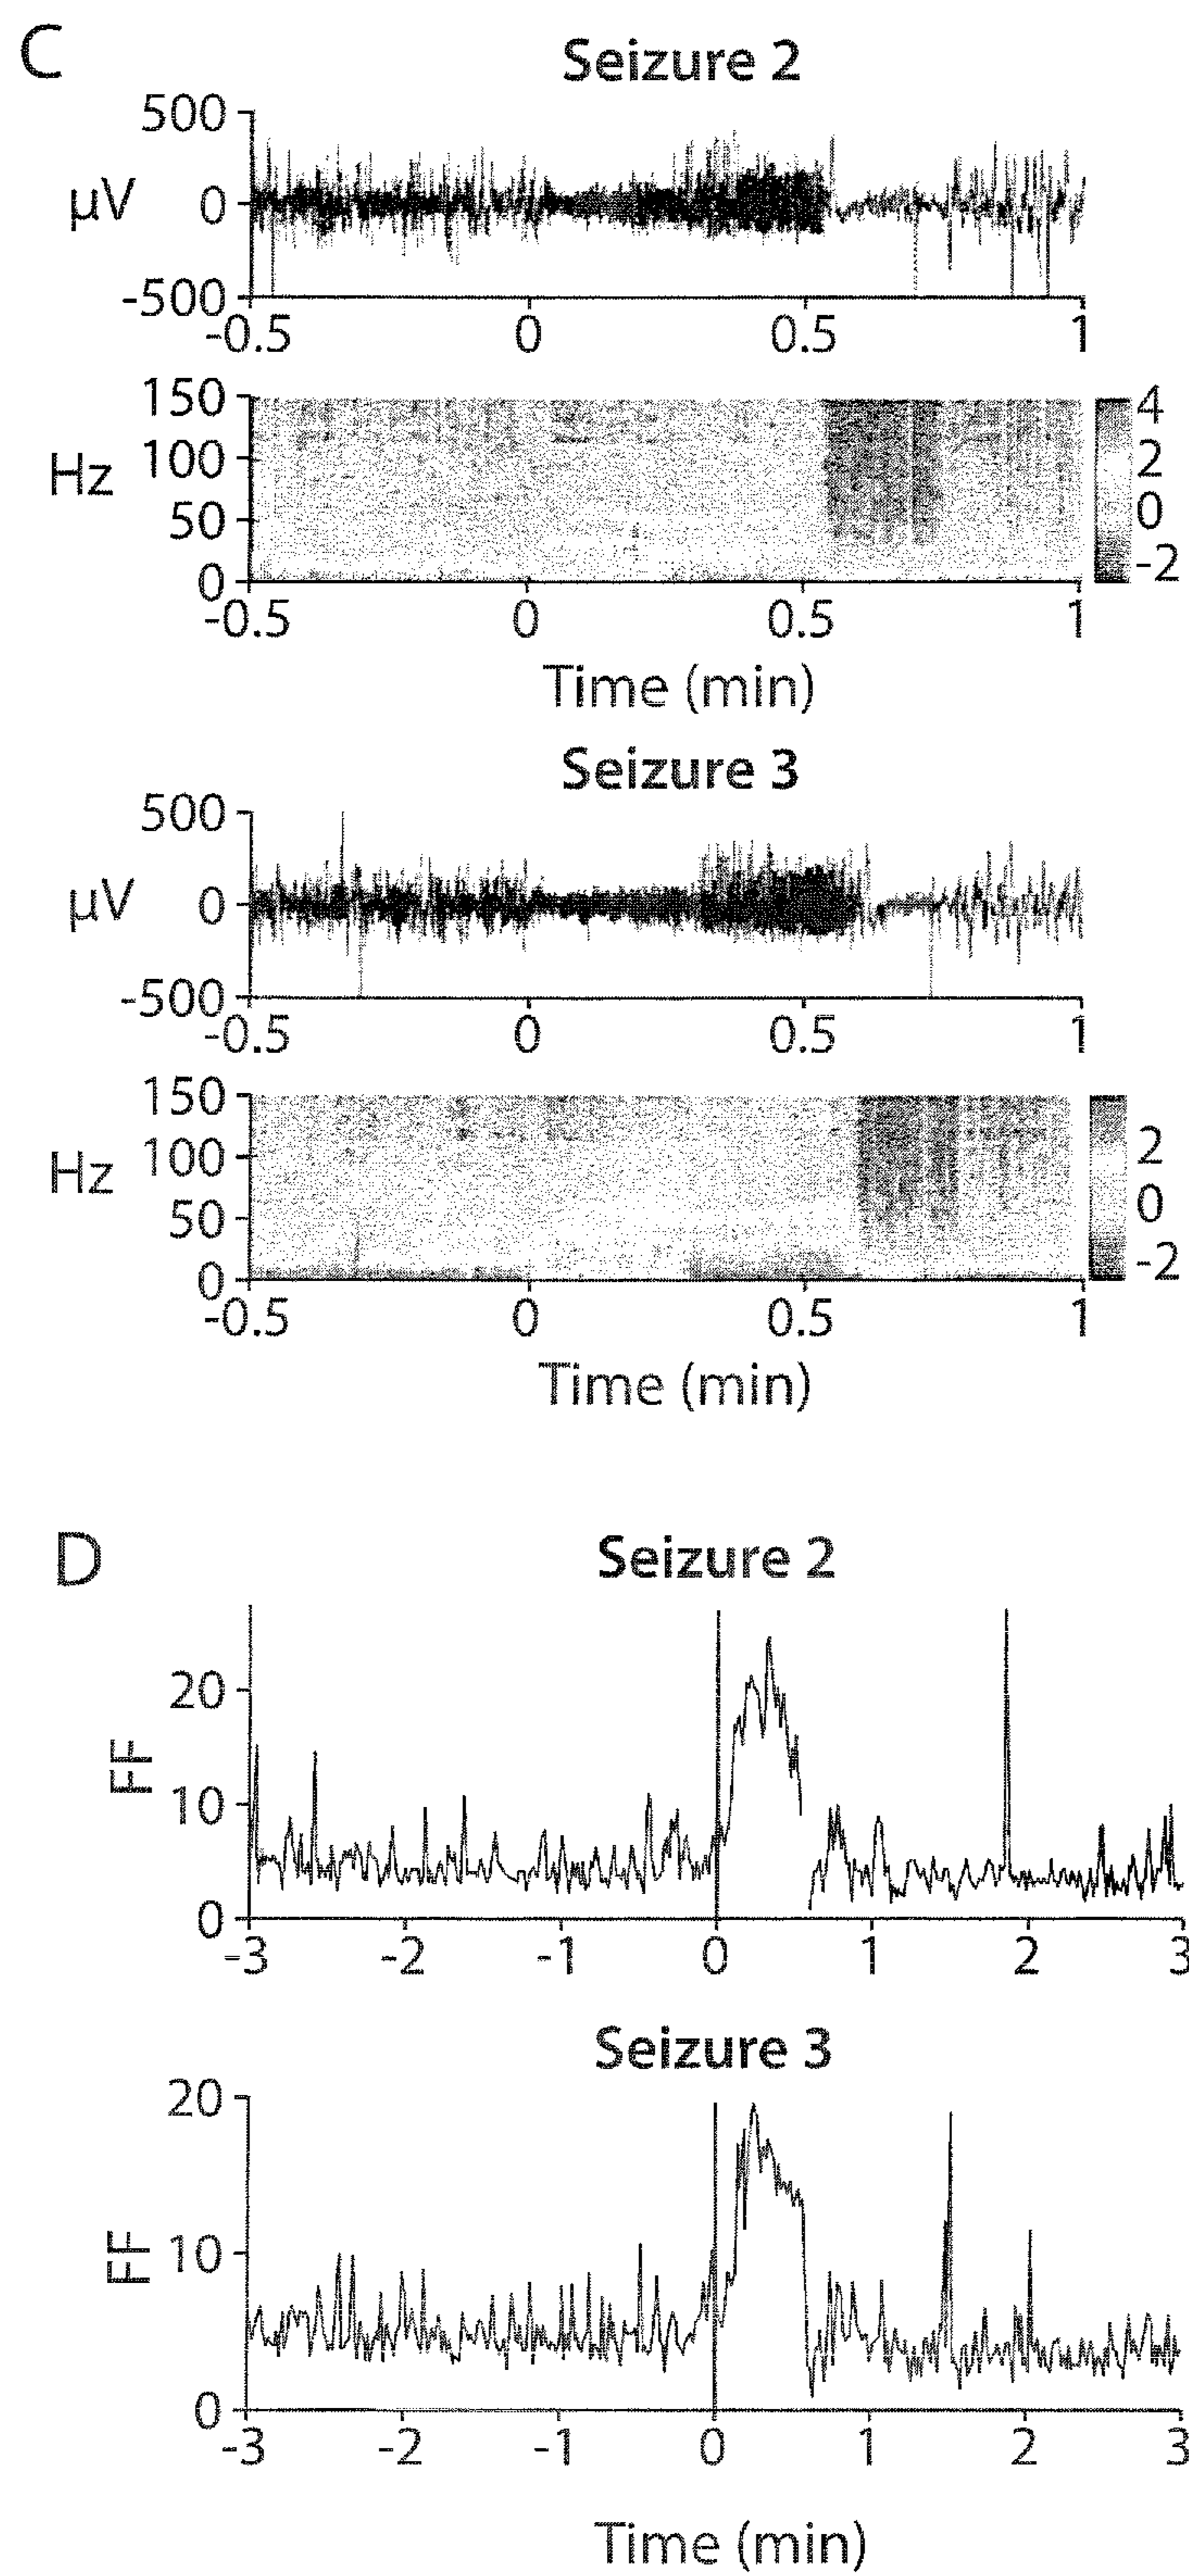 C
Seizure 2
500
μV 0
-500
-0.5 0 0.5 1
150 4
Hz 100 2
50 0
0 -2
-0.5 0 0.5 1
Time (min)
Seizure 3
500
μV 0
-500
-0.5 0 0.5 1
150
Hz 100 2
50 0
0 -2
-0.5 0 0.5 1
Time (min)
D
Seizure 2
20
FF 10
0
-3 -2 -1 0 1 2 3
Seizure 3
20
FF 10
0
-3 -2 -1 0 1 2 3
Time (min)